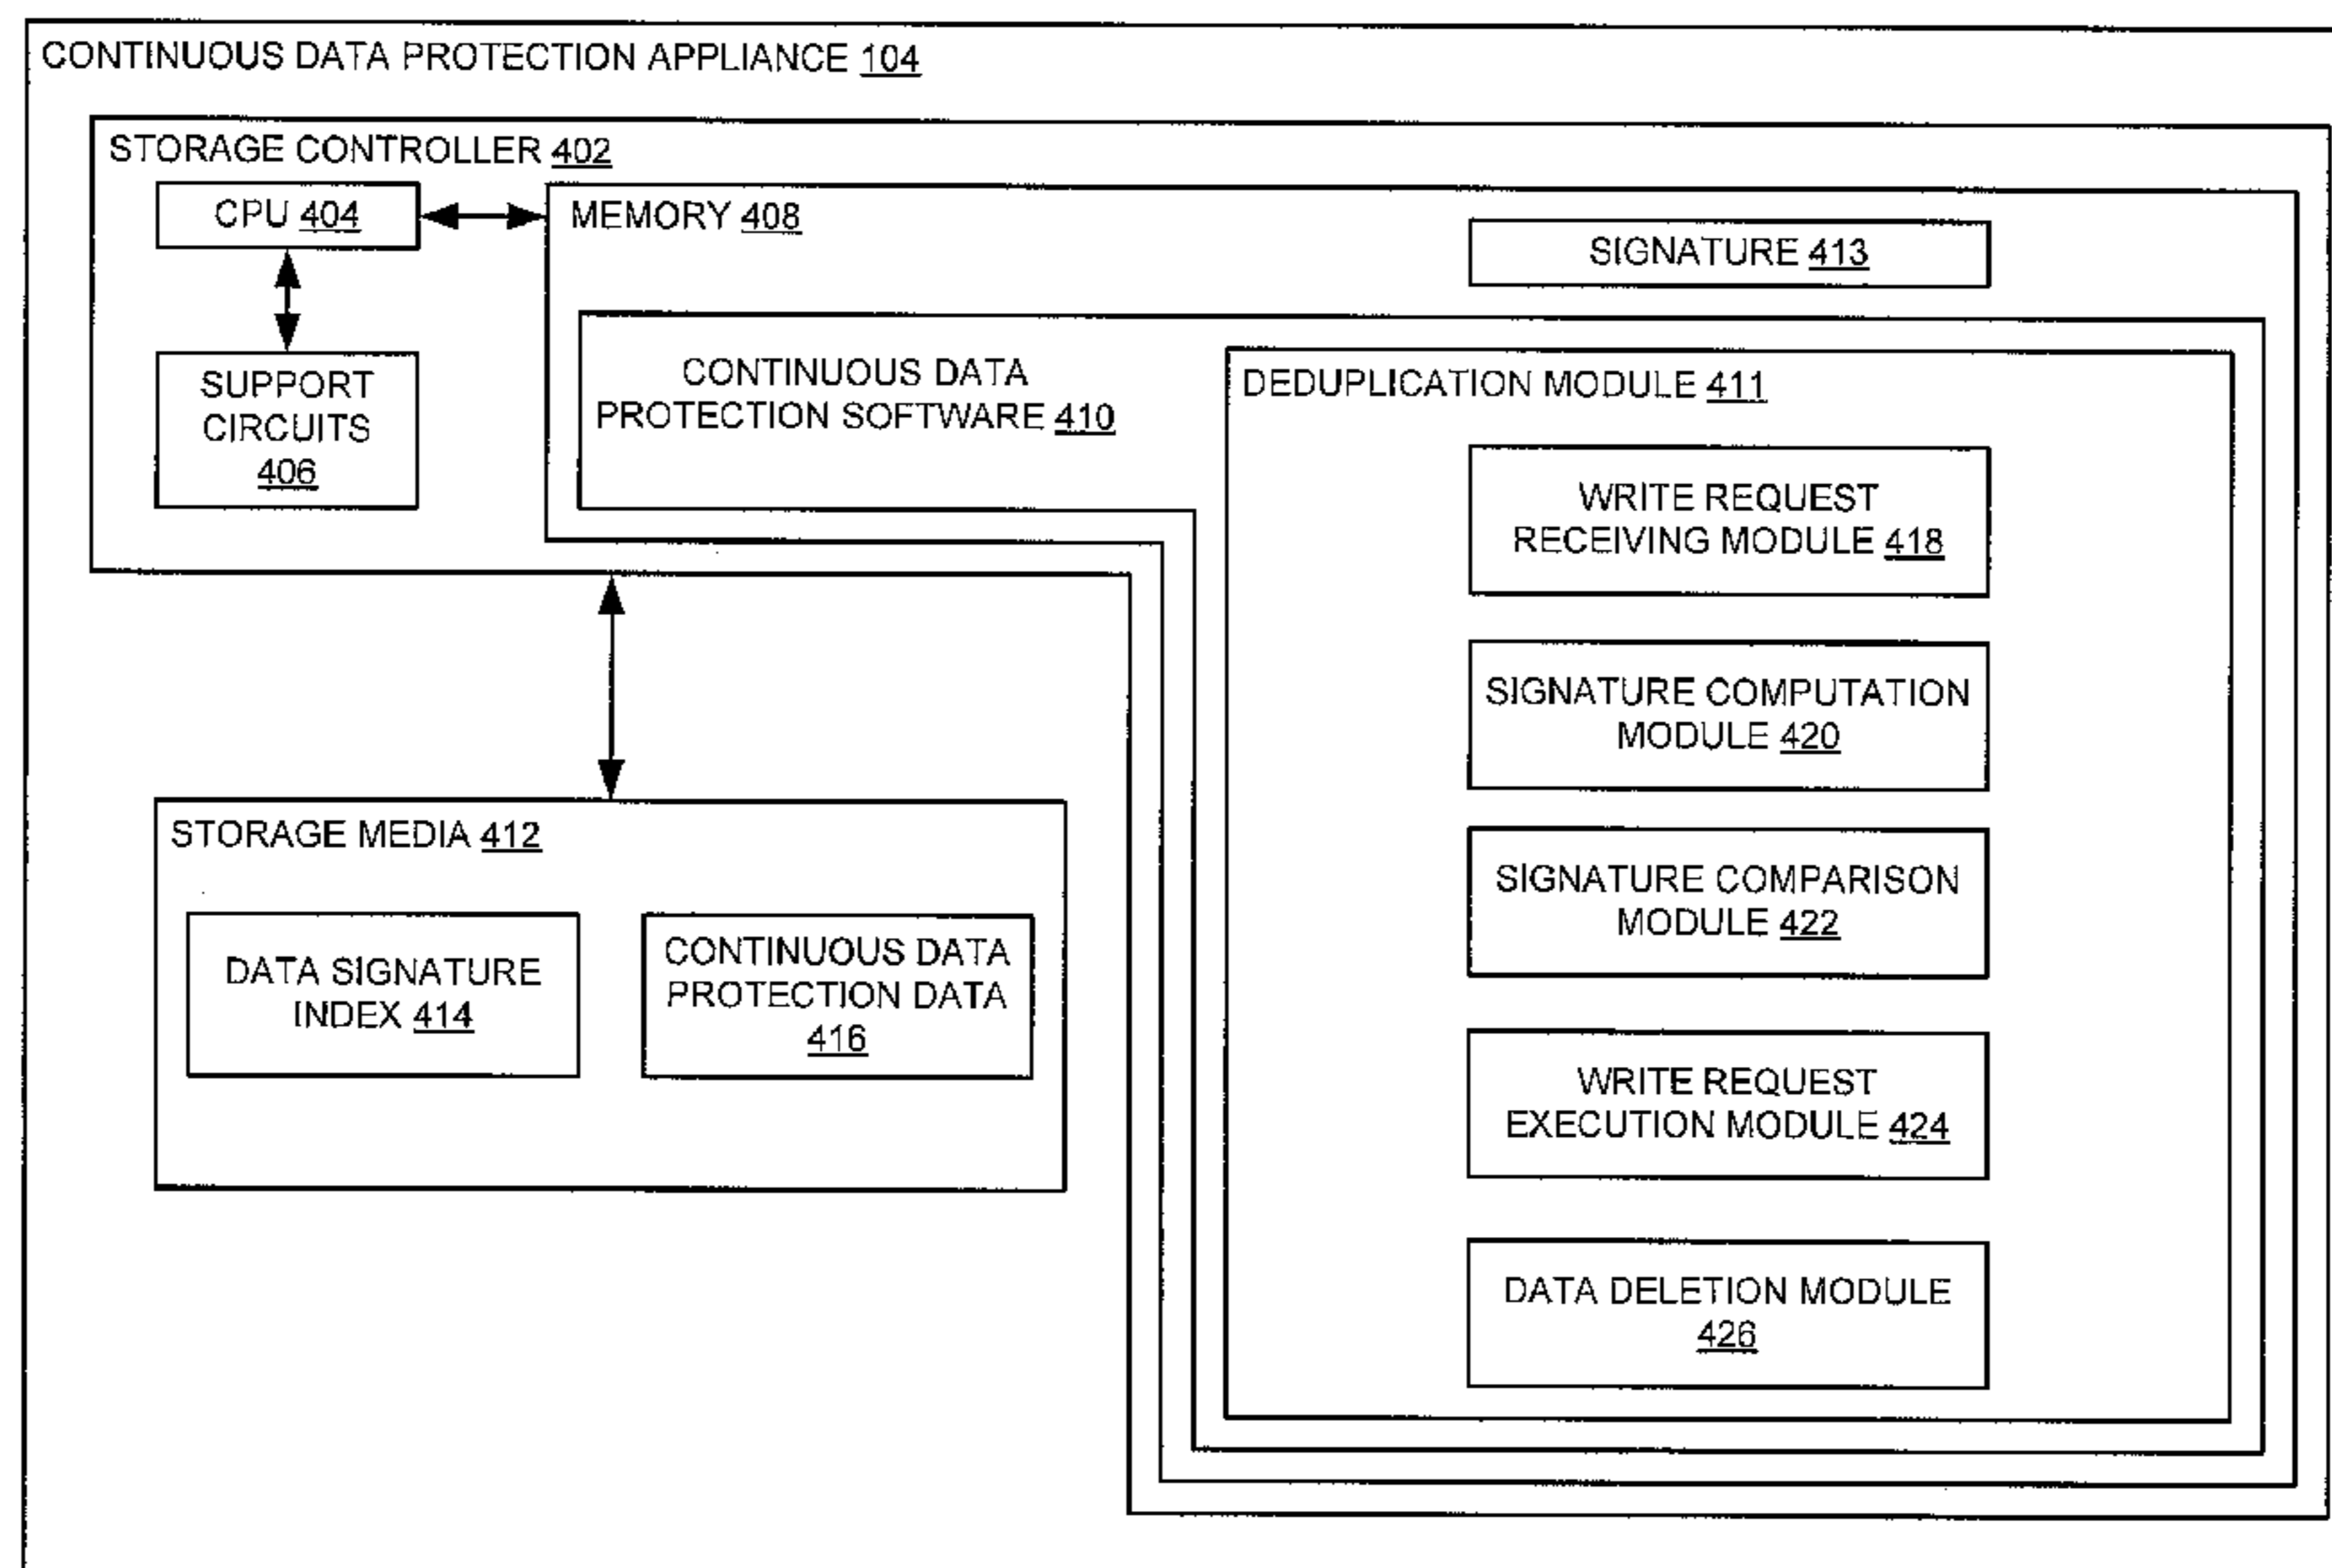 CONTINUOUS DATA PROTECTION APPLIANCE 104
STORAGE CONTROLLER 402
CPU 404
MEMORY 408
SIGNATURE 413
SUPPORT
CIRCUITS
406
CONTINUOUS DATA
PROTECTION SOFTWARE 410
DEDUPLICATION MODULE 411
WRITE REQUEST
RECEIVING MODULE 418
SIGNATURE COMPUTATION
MODULE 420
SIGNATURE COMPARISON
MODULE 422
WRITE REQUEST
EXECUTION MODULE 424
DATA DELETION MODULE
426
STORAGE MEDIA 412
DATA SIGNATURE
INDEX 414
CONTINUOUS DATA
PROTECTION DATA
416